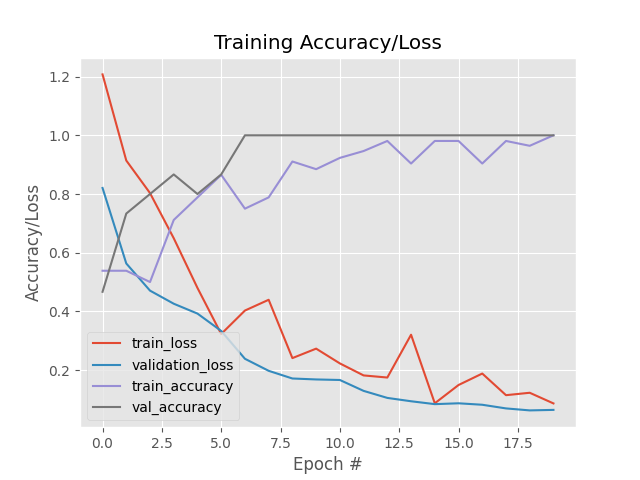 Training Accuracy/Loss
Accuracy/Loss
1.2
1.0
0.8
0.6
0.4
0.2
train_loss
validation_loss
train_accuracy
val_accuracy
0.0 2.5 5.0 7.5 10.0 12.5 15.0 17.5
Epoch #